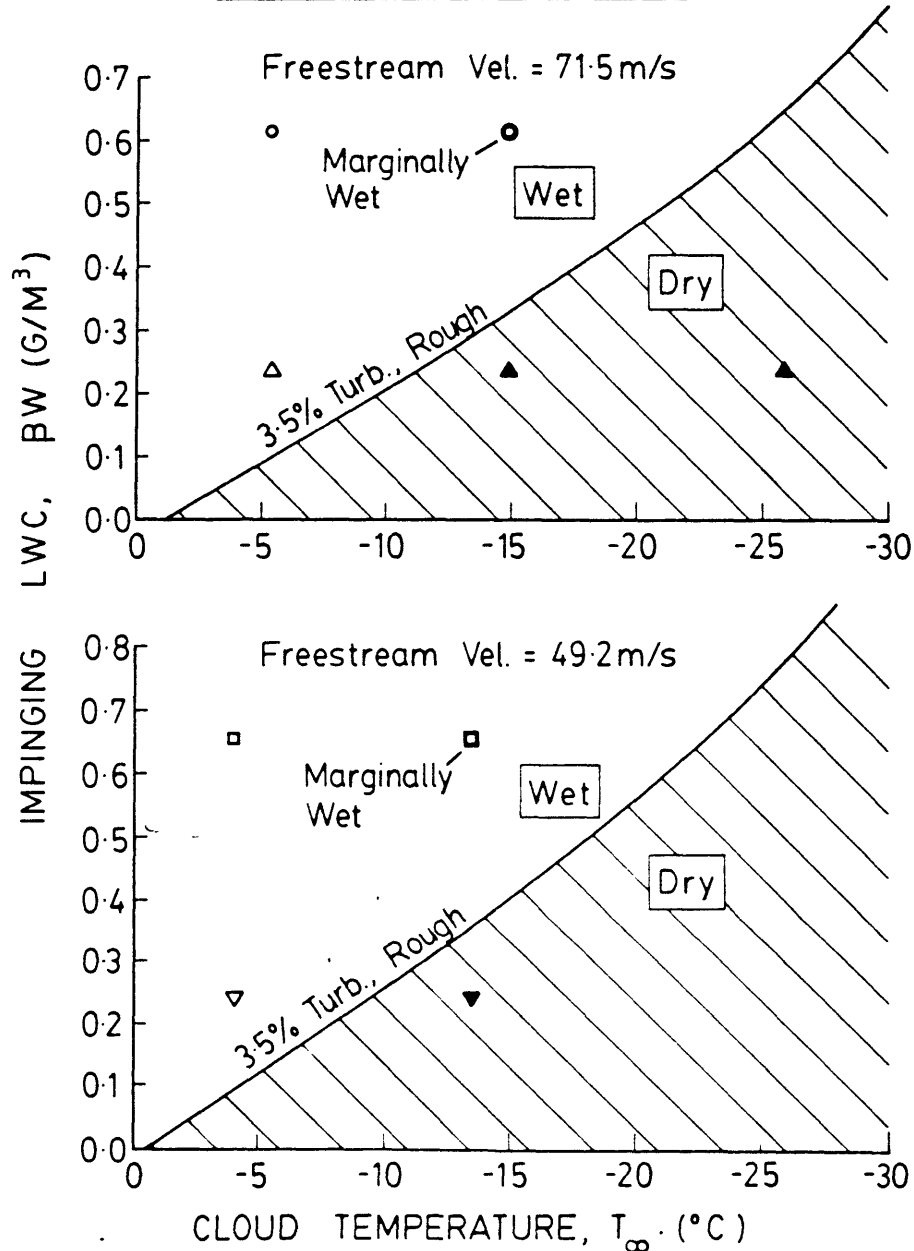 Freestream Vel. = 71·5m/s
0·7
0·6
0·5
0·4
0·3
0·2
0·1
0·0
Marginally
Wet
Wet
Dry
3·5% Turb., Rough
0
-5
-10
-15
-20
-25
-30
IMPINGING LWC, βW (G/M³)
Freestream Vel. = 49·2m/s
0·8
0·7
0·6
0·5
0·4
0·3
0·2
0·1
0·0
Marginally
Wet
Wet
Dry
3·5% Turb., Rough
0
-5
-10
-15
-20
-25
-30
CLOUD TEMPERATURE, T∞ (°C)